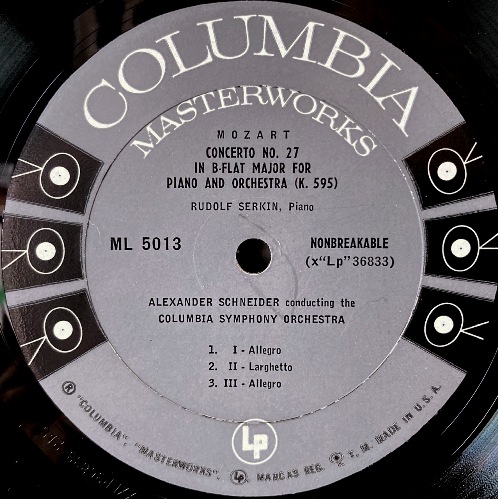 COLUMBIA
MASTERWORKS
MOZART
CONCERTO NO. 27
IN B-FLAT MAJOR FOR
PIANO AND ORCHESTRA (K. 595)
RUDOLF SERKIN, Piano
ML 5013
NONBREAKABLE
(x"Lp"36833)
ALEXANDER SCHNEIDER conducting the
COLUMBIA SYMPHONY ORCHESTRA
1. I - Allegro
2. II - Larghetto
3. III - Allegro
Lp
® "COLUMBIA", "MASTERWORKS", Lp MARCAS REG. T. M. MADE IN U. S. A.